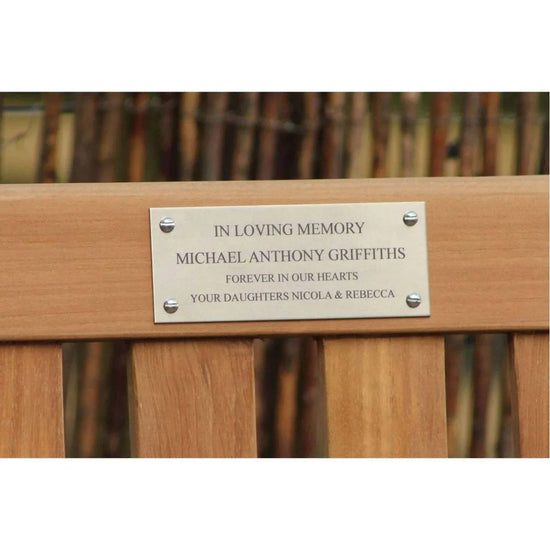 IN LOVING MEMORY
MICHAEL ANTHONY GRIFFITHS
FOREVER IN OUR HEARTS
YOUR DAUGHTERS NICOLA & REBECCA